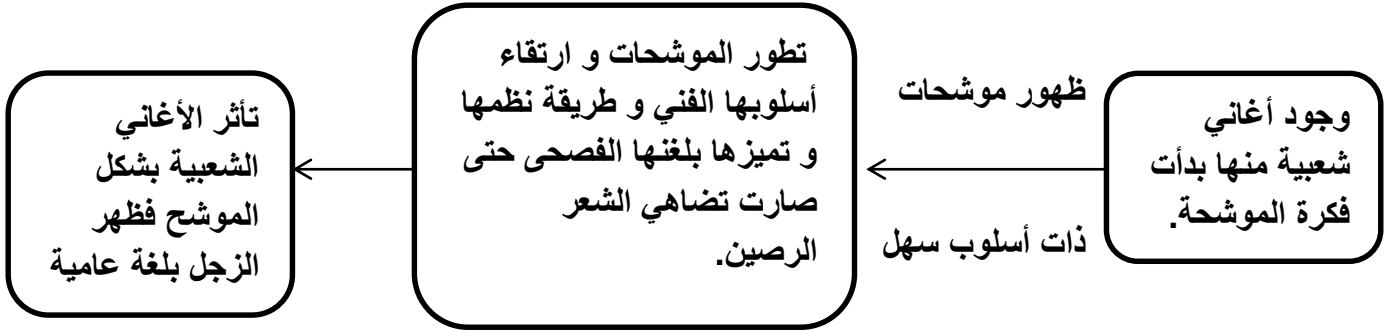 وجود أغاني
شعبية منها بدأت
فكرة الموشحة.
ظهور موشحات
ذات أسلوب سهل
تطور الموشحات و ارتقاء
أسلوبها الفني و طريقة نظمها
و تميزها بلغنها الفصحى حتى
صارت تضاهي الشعر
الرصين.
تأثر الأغاني
الشعبية بشكل
الموشح فظهر
الزجل بلغة عامية